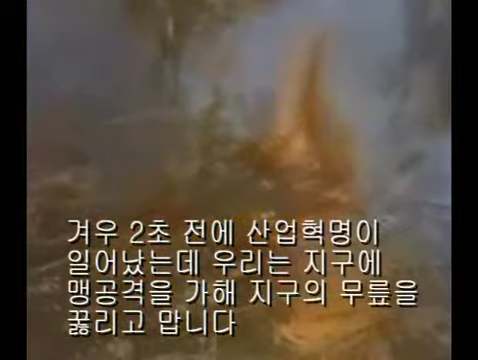 겨우 2초 전에 산업혁명이
일어났는데 우리는 지구에
맹공격을 가해 지구의 무릎을
꿇리고 맙니다